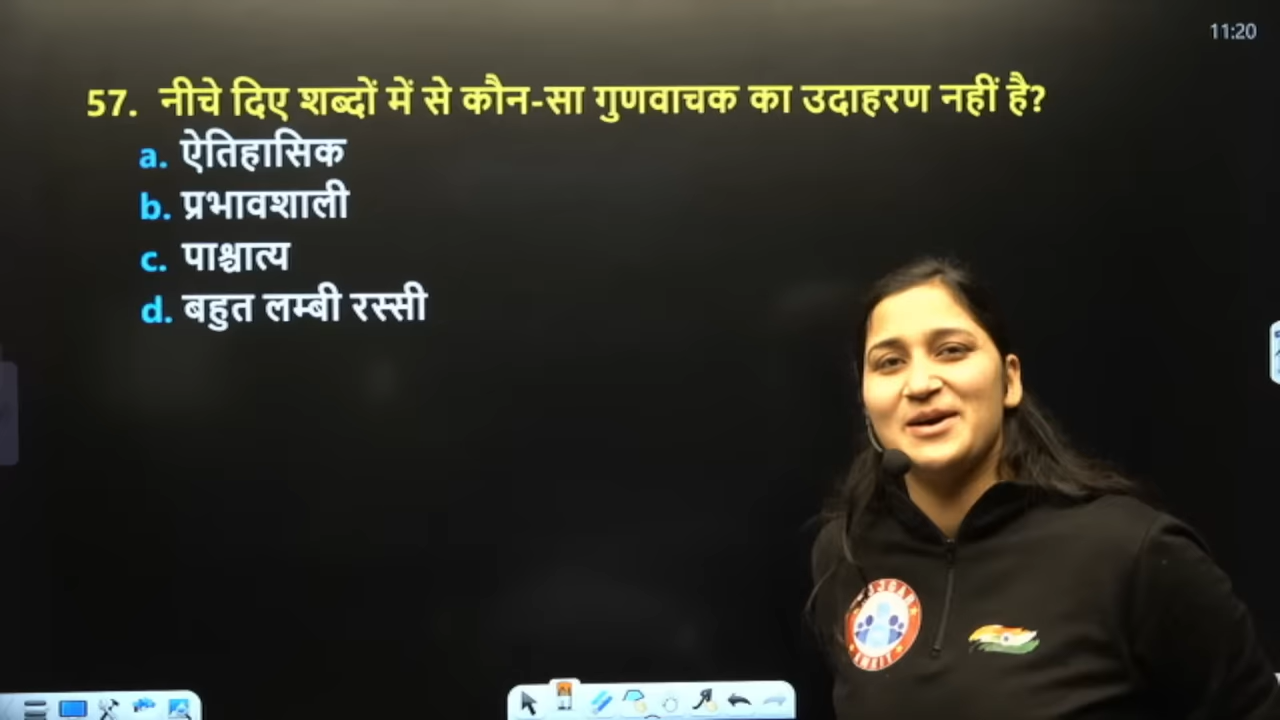 11:20
57. नीचे दिए शब्दों में से कौन-सा गुणवाचक का उदाहरण नहीं है?
a. ऐतिहासिक
b. प्रभावशाली
c. पाश्चात्य
d. बहुत लम्बी रस्सी